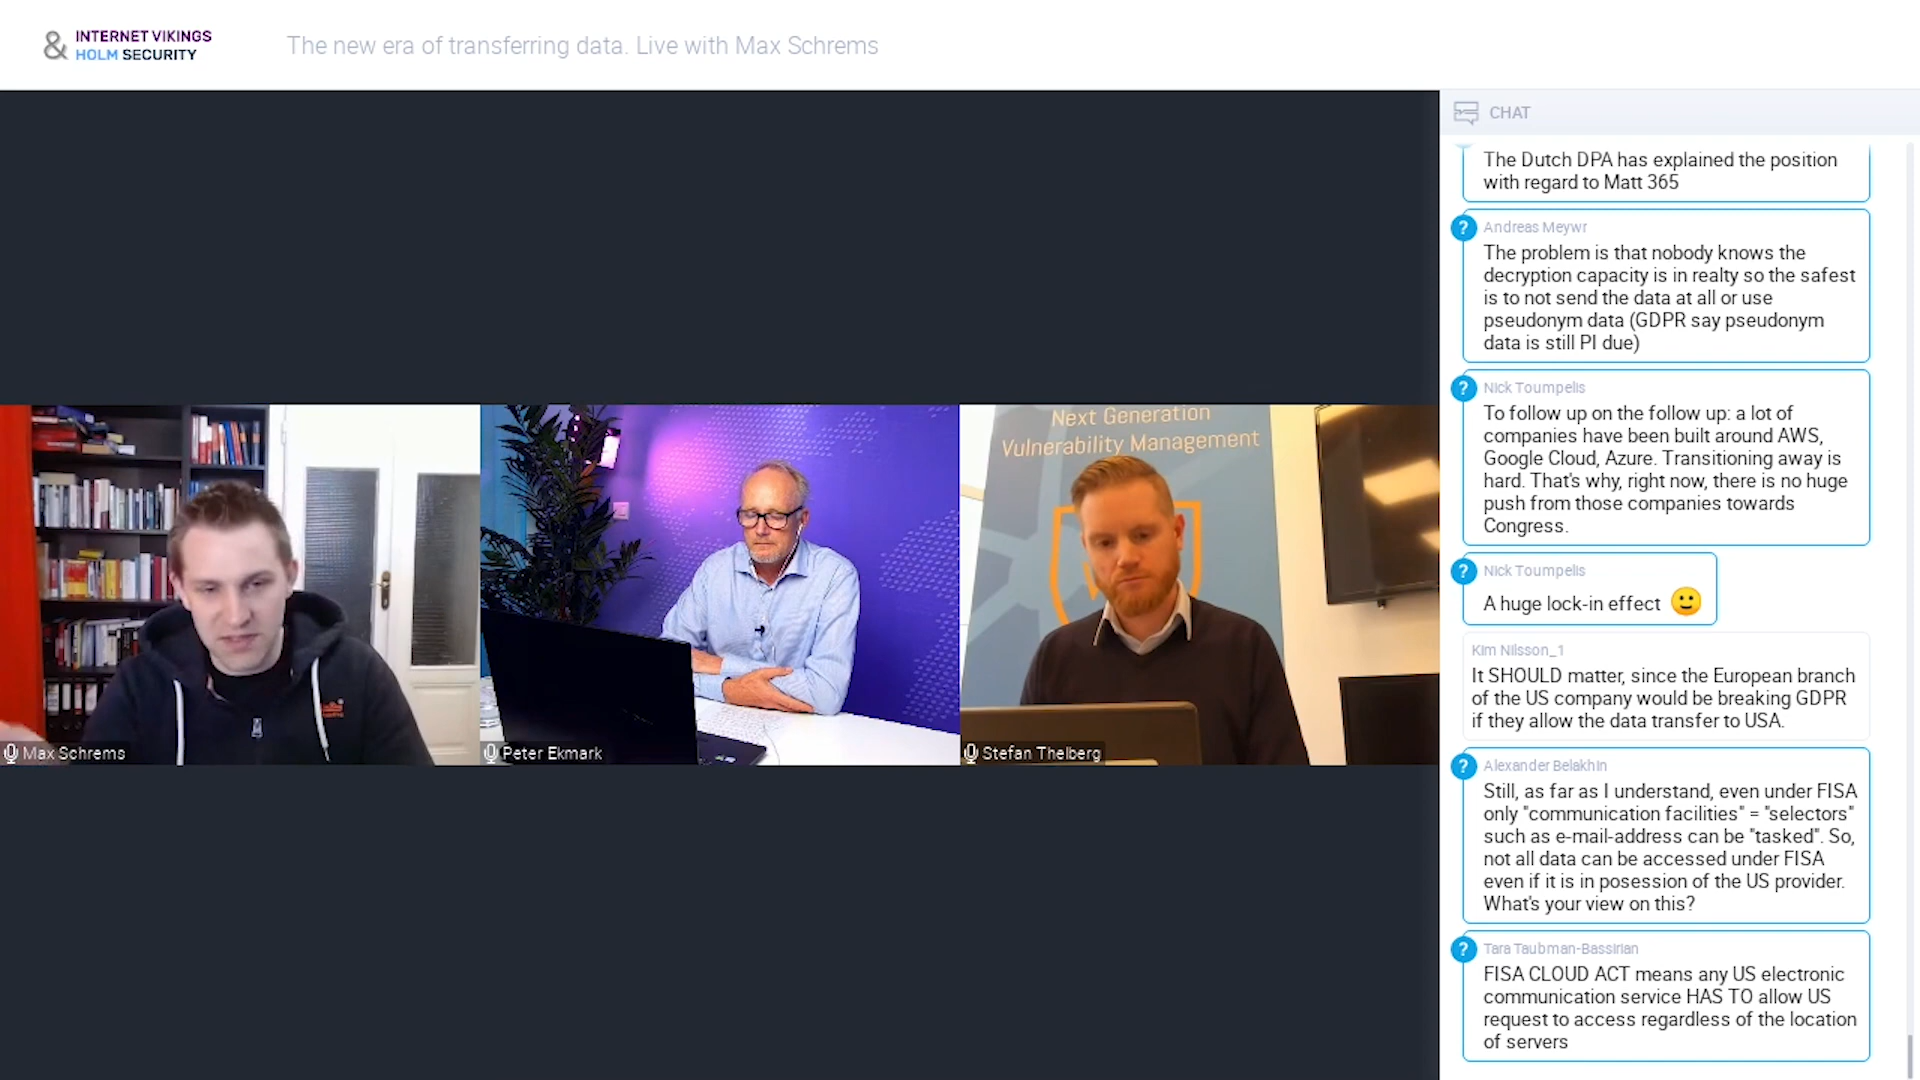 & INTERNET VIKINGS
HOLM SECURITY
The new era of transferring data. Live with Max Schrems
CHAT
The Dutch DPA has explained the position
with regard to Matt 365
? Andreas Meywr
The problem is that nobody knows the
decryption capacity is in realty so the safest
is to not send the data at all or use
pseudonym data (GDPR say pseudonym
data is still PI due)
? Nick Toumpelis
To follow up on the follow up: a lot of
companies have been built around AWS,
Google Cloud, Azure. Transitioning away is
hard. That's why, right now, there is no huge
push from those companies towards
Congress.
? Nick Toumpelis
A huge lock-in effect 🙂
Kim Nilsson_1
It SHOULD matter, since the European branch
of the US company would be breaking GDPR
if they allow the data transfer to USA.
? Alexander Belakhin
Still, as far as I understand, even under FISA
only "communication facilities" = "selectors"
such as e-mail-address can be "tasked". So,
not all data can be accessed under FISA
even if it is in posession of the US provider.
What's your view on this?
? Tara Taubman-Bassirian
FISA CLOUD ACT means any US electronic
communication service HAS TO allow US
request to access regardless of the location
of servers
Next Generation
Vulnerability Management
Max Schrems
Peter Ekmark
Stefan Thelberg